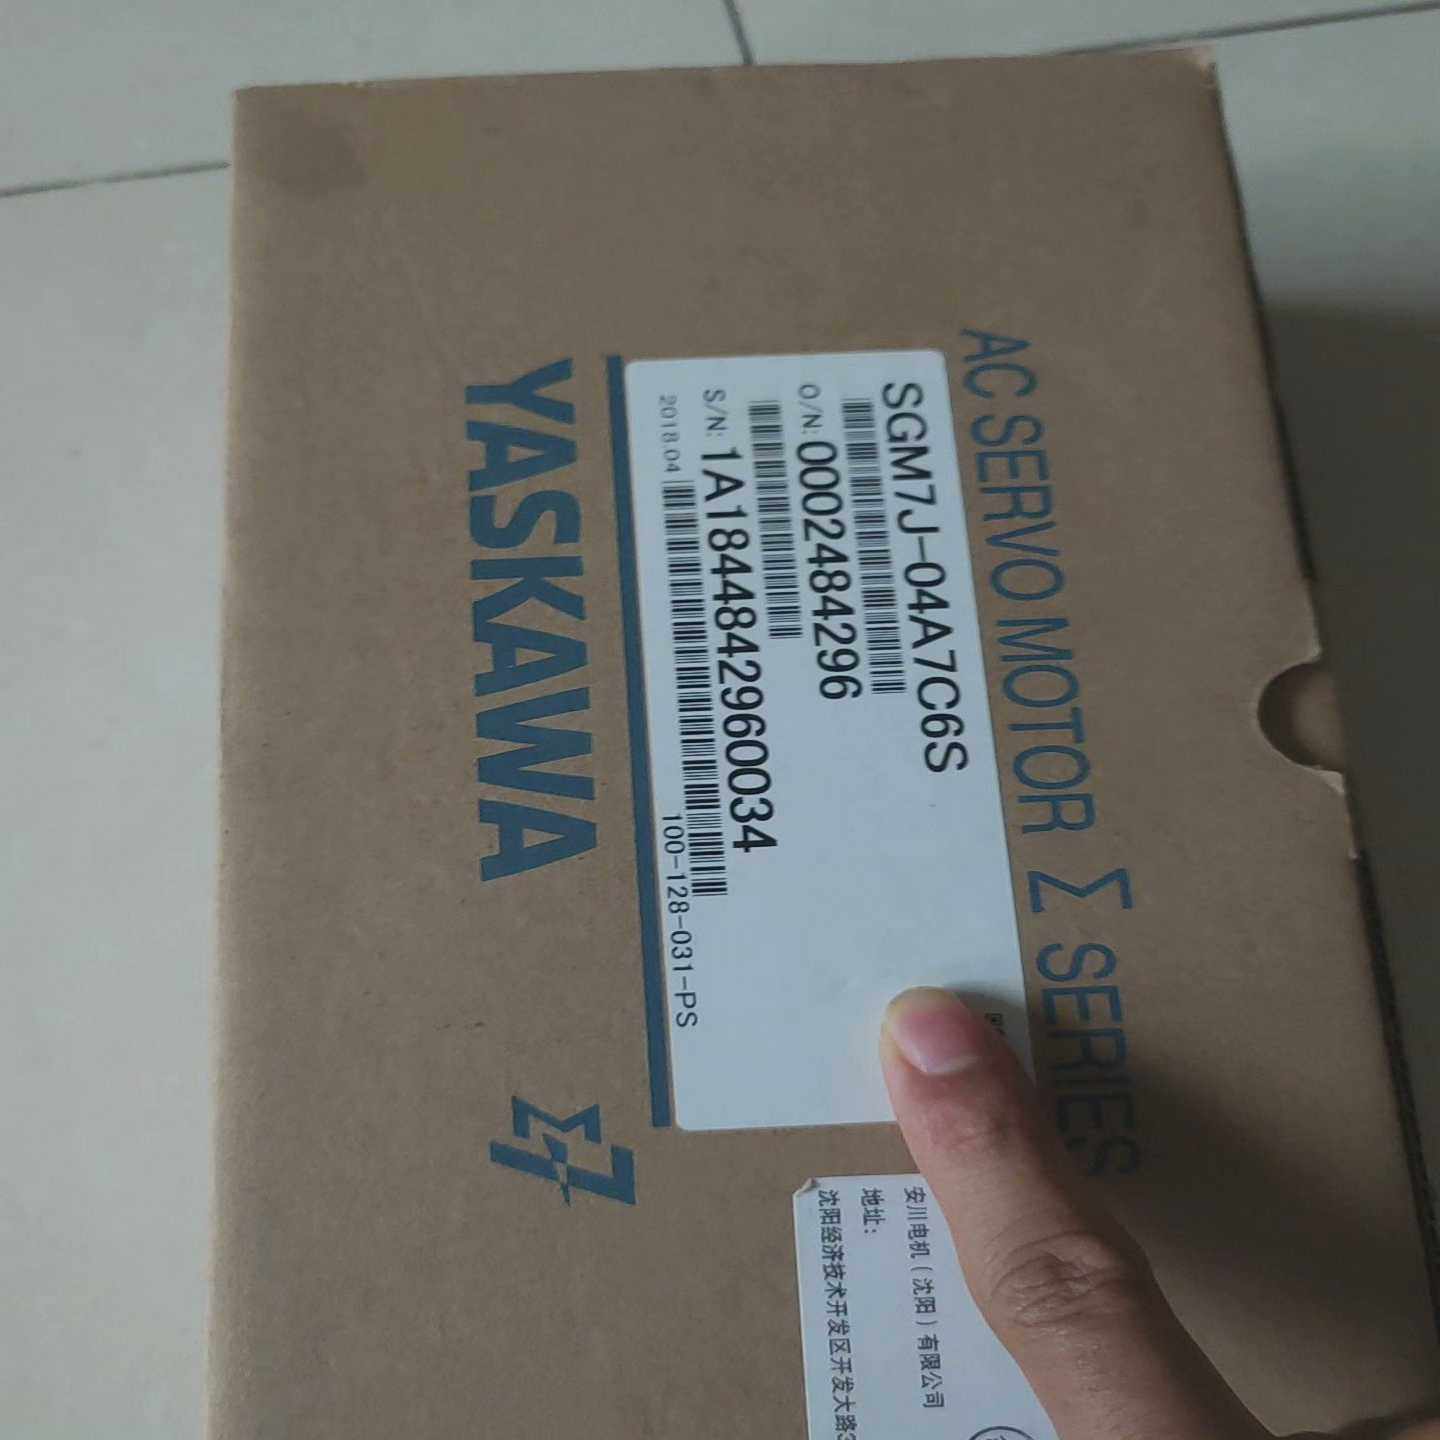 AC SERVO MOTOR Σ SERIES
SGM7J-04A7C6S
O/N: 0002484296
S/N: 1A1844842960034
2018.04
100-128-031-PS
YASKAWA
Σ-7
安川电机（沈阳）有限公司
地址：
沈阳经济技术开发区开发大路